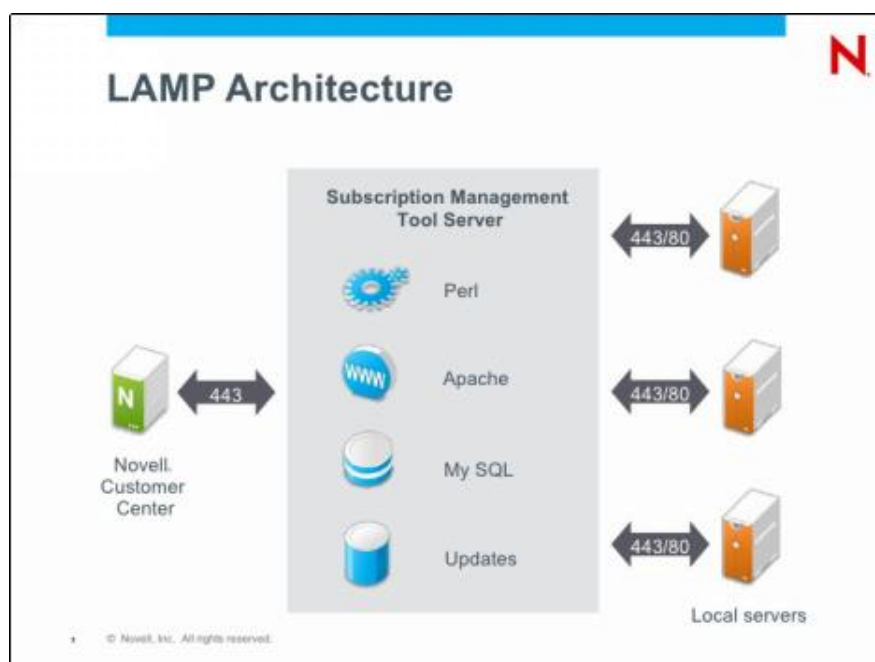 LAMP Architecture
N
Subscription Management
Tool Server
Perl
WWW
Apache
My SQL
Updates
N
443
Novell.
Customer
Center
443/80
443/80
443/80
Local servers
© Novell, Inc. All rights reserved.